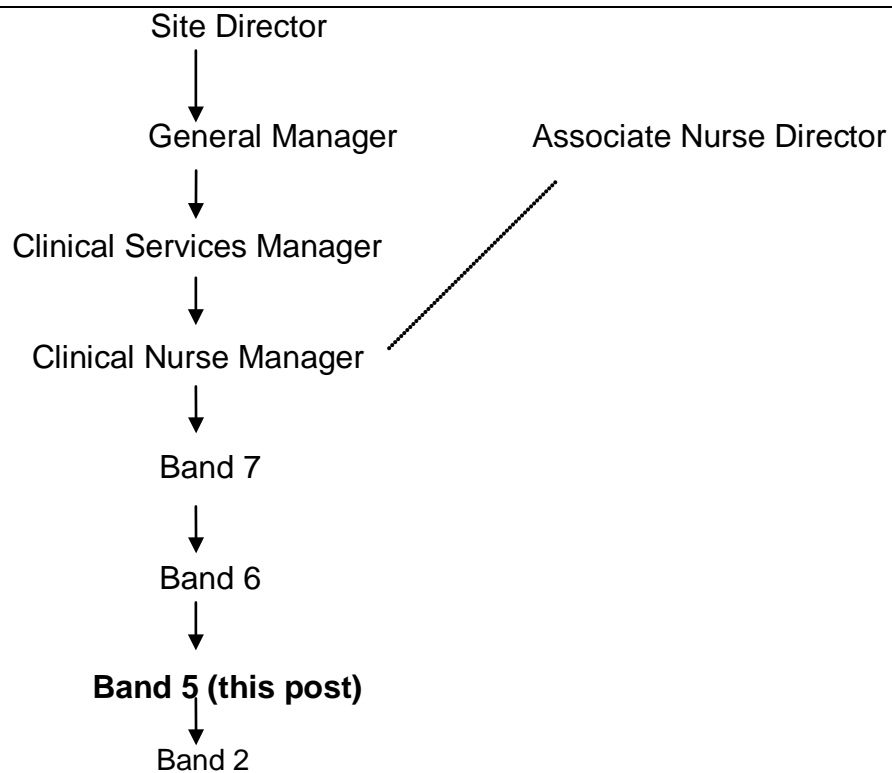 Site Director
General Manager Associate Nurse Director
Clinical Services Manager
Clinical Nurse Manager
Band 7
Band 6
Band 5 (this post)
Band 2